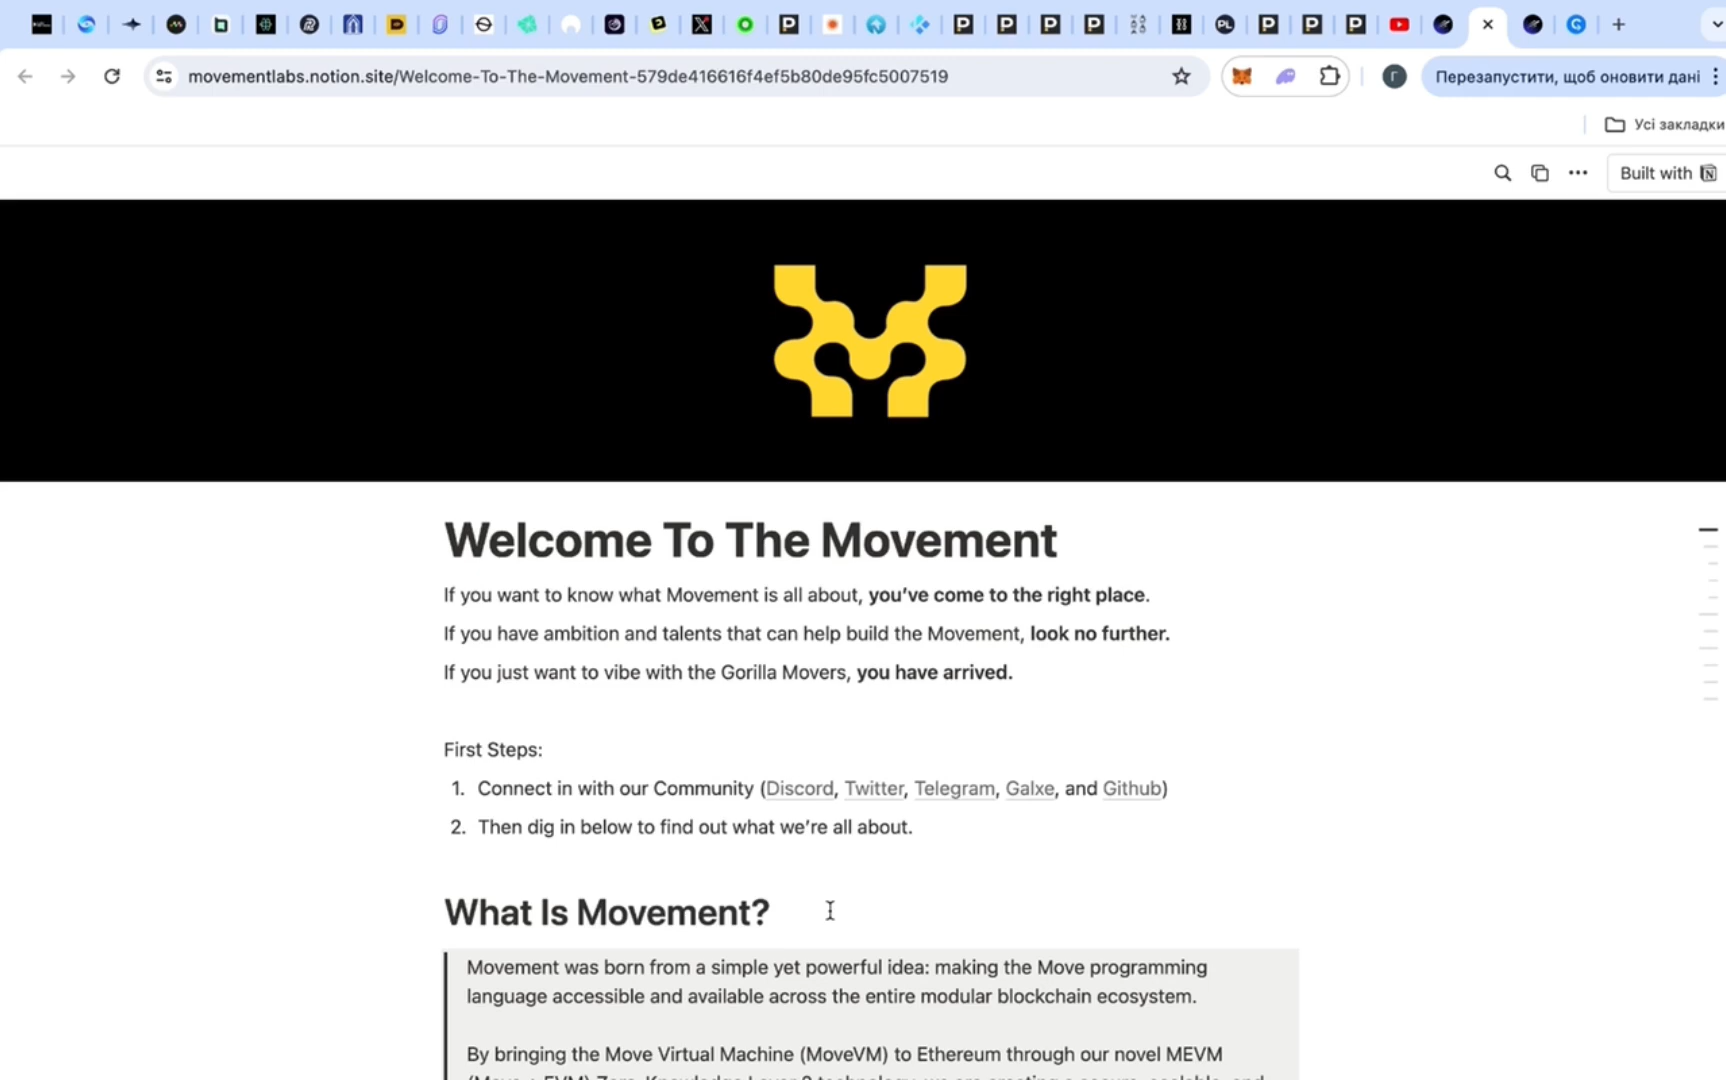 movementlabs.notion.site/Welcome-To-The-Movement-579de416616f4ef5b80de95fc5007519
Перезапустити, щоб оновити дані
Усі закладки
Built with
Welcome To The Movement
If you want to know what Movement is all about, you’ve come to the right place.
If you have ambition and talents that can help build the Movement, look no further.
If you just want to vibe with the Gorilla Movers, you have arrived.
First Steps:
1. Connect in with our Community (Discord, Twitter, Telegram, Galxe, and Github)
2. Then dig in below to find out what we’re all about.
What Is Movement?
Movement was born from a simple yet powerful idea: making the Move programming
language accessible and available across the entire modular blockchain ecosystem.
By bringing the Move Virtual Machine (MoveVM) to Ethereum through our novel MEVM